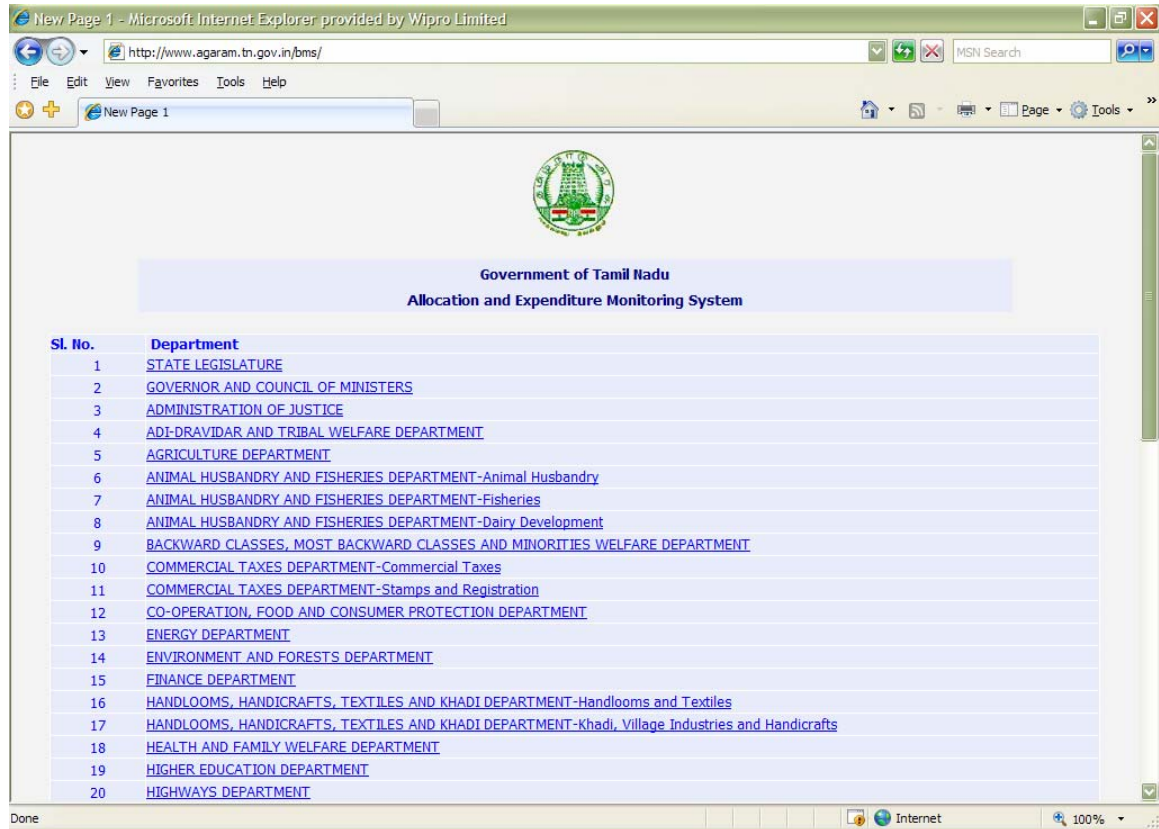 New Page 1 - Microsoft Internet Explorer provided by Wipro Limited
http://www.agaram.tn.gov.in/bms/
MSN Search
File Edit View Favorites Tools Help
New Page 1
Page Tools
Government of Tamil Nadu
Allocation and Expenditure Monitoring System
Sl. No. Department
1 STATE LEGISLATURE
2 GOVERNOR AND COUNCIL OF MINISTERS
3 ADMINISTRATION OF JUSTICE
4 ADI-DRAVIDAR AND TRIBAL WELFARE DEPARTMENT
5 AGRICULTURE DEPARTMENT
6 ANIMAL HUSBANDRY AND FISHERIES DEPARTMENT-Animal Husbandry
7 ANIMAL HUSBANDRY AND FISHERIES DEPARTMENT-Fisheries
8 ANIMAL HUSBANDRY AND FISHERIES DEPARTMENT-Dairy Development
9 BACKWARD CLASSES, MOST BACKWARD CLASSES AND MINORITIES WELFARE DEPARTMENT
10 COMMERCIAL TAXES DEPARTMENT-Commercial Taxes
11 COMMERCIAL TAXES DEPARTMENT-Stamps and Registration
12 CO-OPERATION, FOOD AND CONSUMER PROTECTION DEPARTMENT
13 ENERGY DEPARTMENT
14 ENVIRONMENT AND FORESTS DEPARTMENT
15 FINANCE DEPARTMENT
16 HANDLOOMS, HANDICRAFTS, TEXTILES AND KHADI DEPARTMENT-Handlooms and Textiles
17 HANDLOOMS, HANDICRAFTS, TEXTILES AND KHADI DEPARTMENT-Khadi, Village Industries and Handicrafts
18 HEALTH AND FAMILY WELFARE DEPARTMENT
19 HIGHER EDUCATION DEPARTMENT
20 HIGHWAYS DEPARTMENT
Done Internet 100%